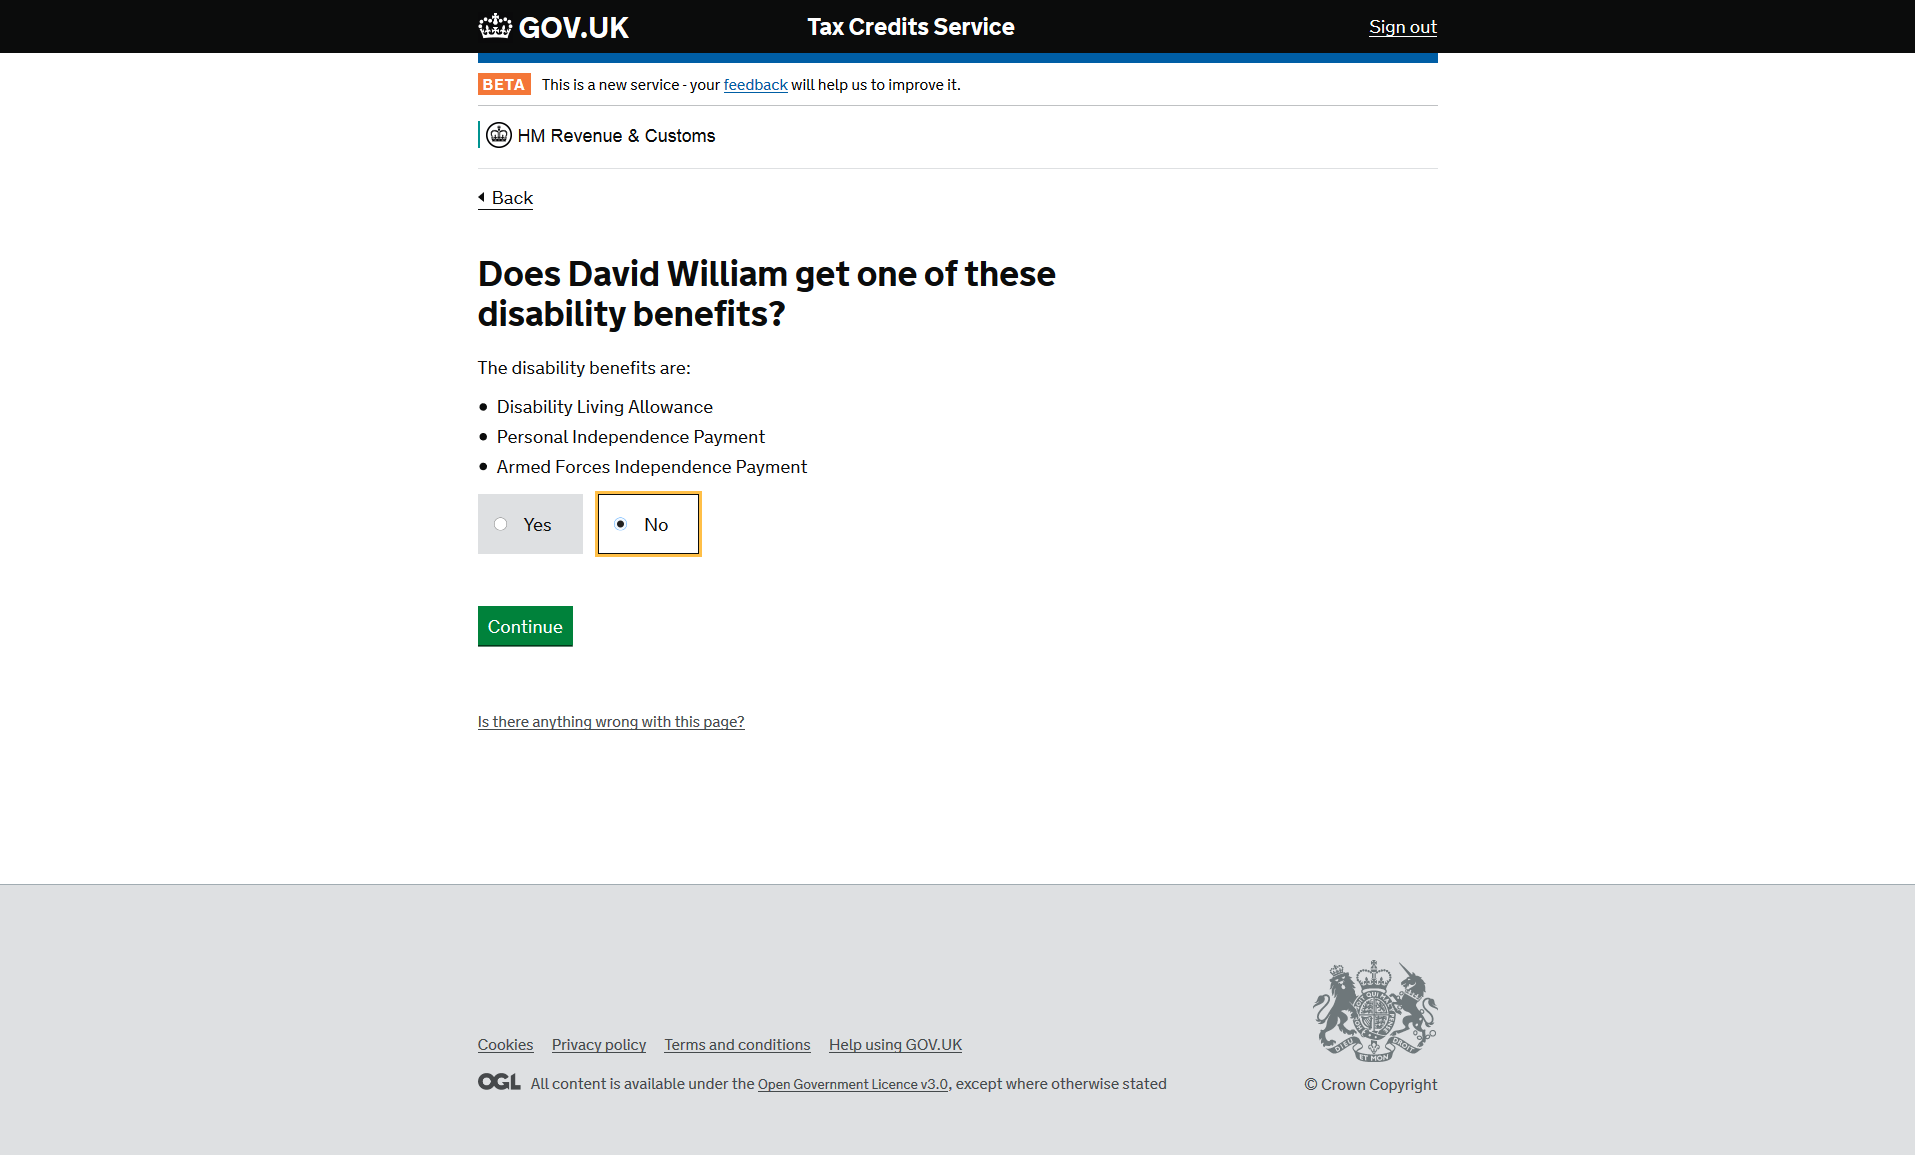 GOV.UK
Tax Credits Service
Sign out
BETA
This is a new service - your feedback will help us to improve it.
HM Revenue & Customs
Back
Does David William get one of these
disability benefits?
The disability benefits are:
• Disability Living Allowance
• Personal Independence Payment
• Armed Forces Independence Payment
Yes
No
Continue
Is there anything wrong with this page?
Cookies Privacy policy Terms and conditions Help using GOV.UK
OGL All content is available under the Open Government Licence v3.0, except where otherwise stated
DIEU ET MON DROIT
© Crown Copyright